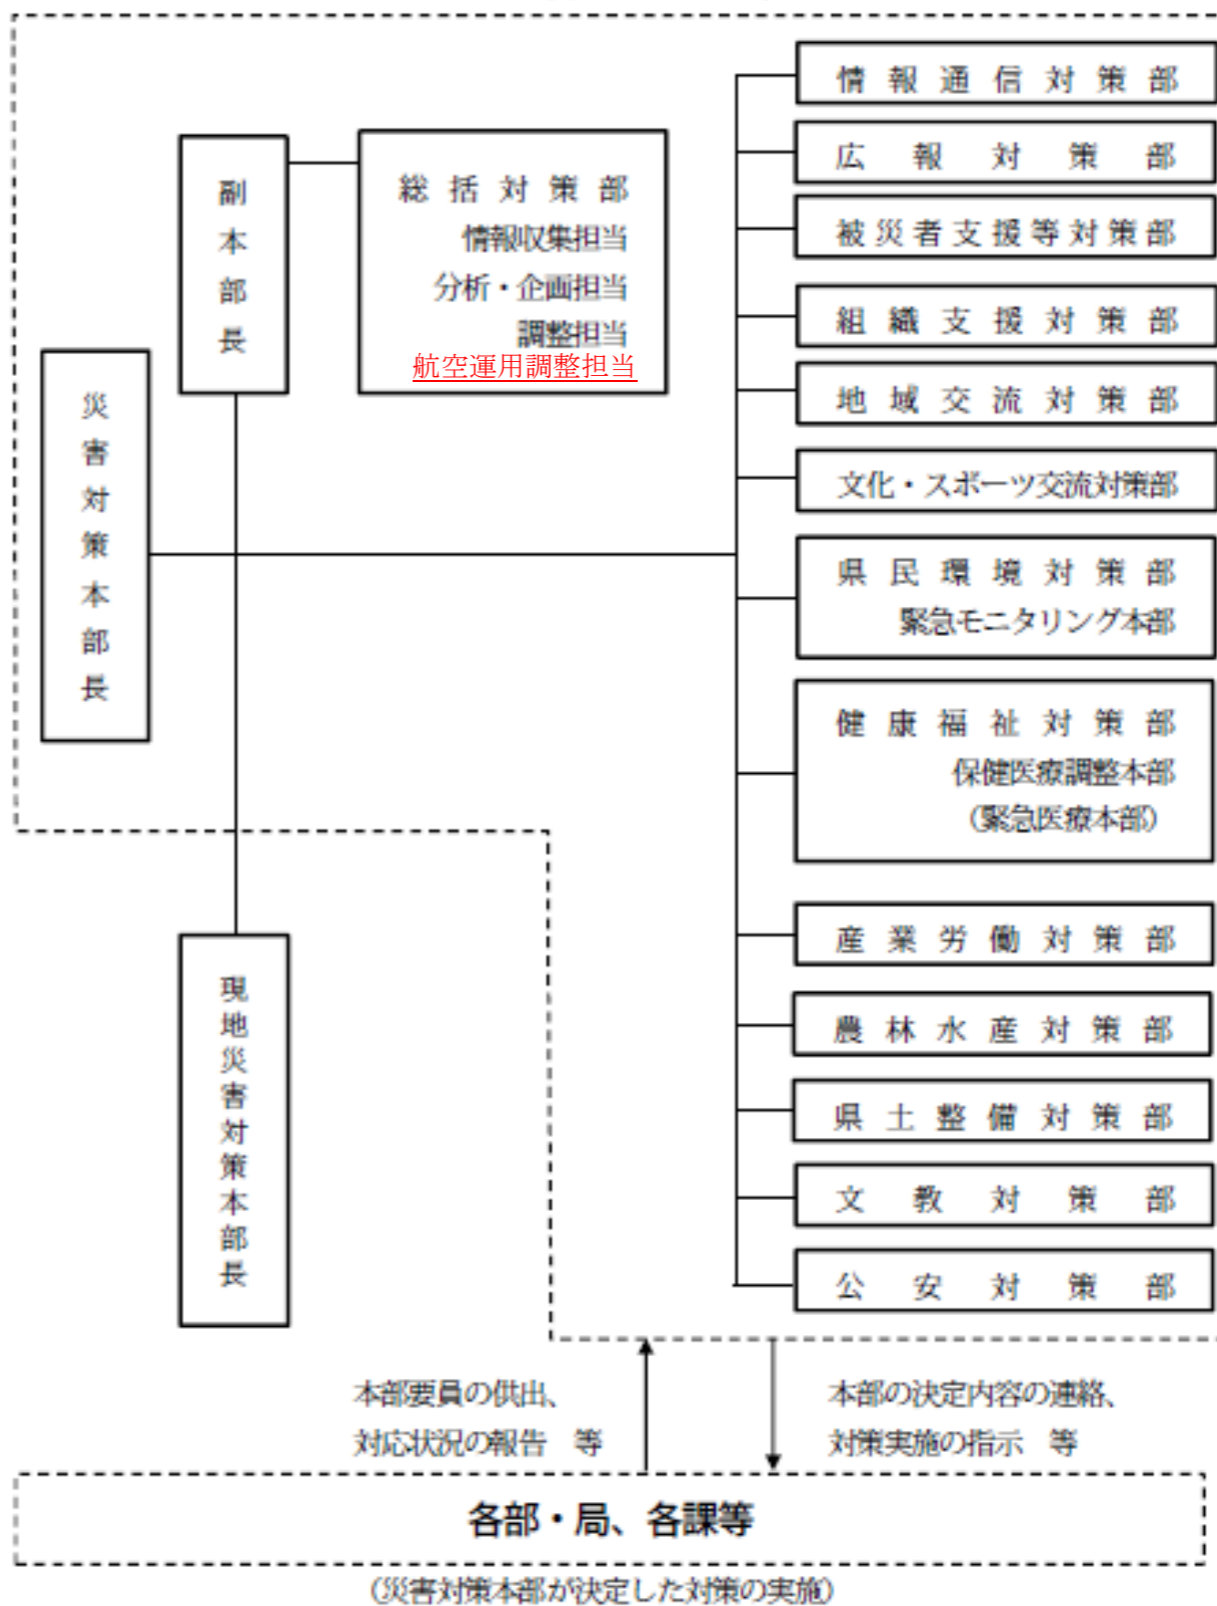 災害対策本部長
副本部長
総括対策部
情報収集担当
分析・企画担当
調整担当
航空運用調整担当
現地災害対策本部長
情報通信対策部
広報対策部
被災者支援等対策部
組織支援対策部
地域交流対策部
文化・スポーツ交流対策部
県民環境対策部
緊急モニタリング本部
健康福祉対策部
保健医療調整本部
(緊急医療本部)
産業労働対策部
農林水産対策部
県土整備対策部
文教対策部
公安対策部
本部要員の供出、
対応状況の報告　等
本部の決定内容の連絡、
対策実施の指示　等
各部・局、各課等
(災害対策本部が決定した対策の実施)